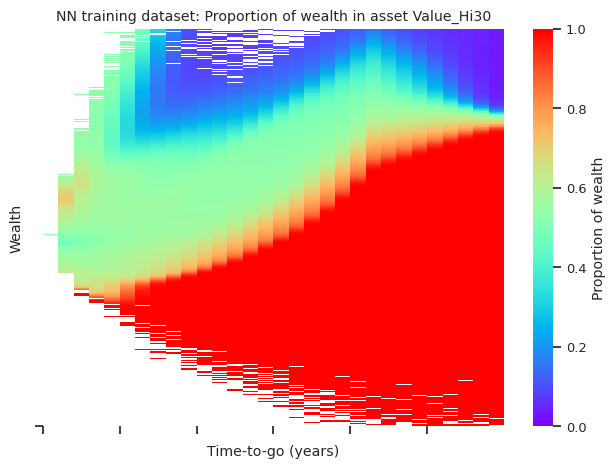 NN training dataset: Proportion of wealth in asset Value_Hi30
Wealth
Time-to-go (years)
1.0
0.8
0.6
0.4
0.2
0.0
Proportion of wealth